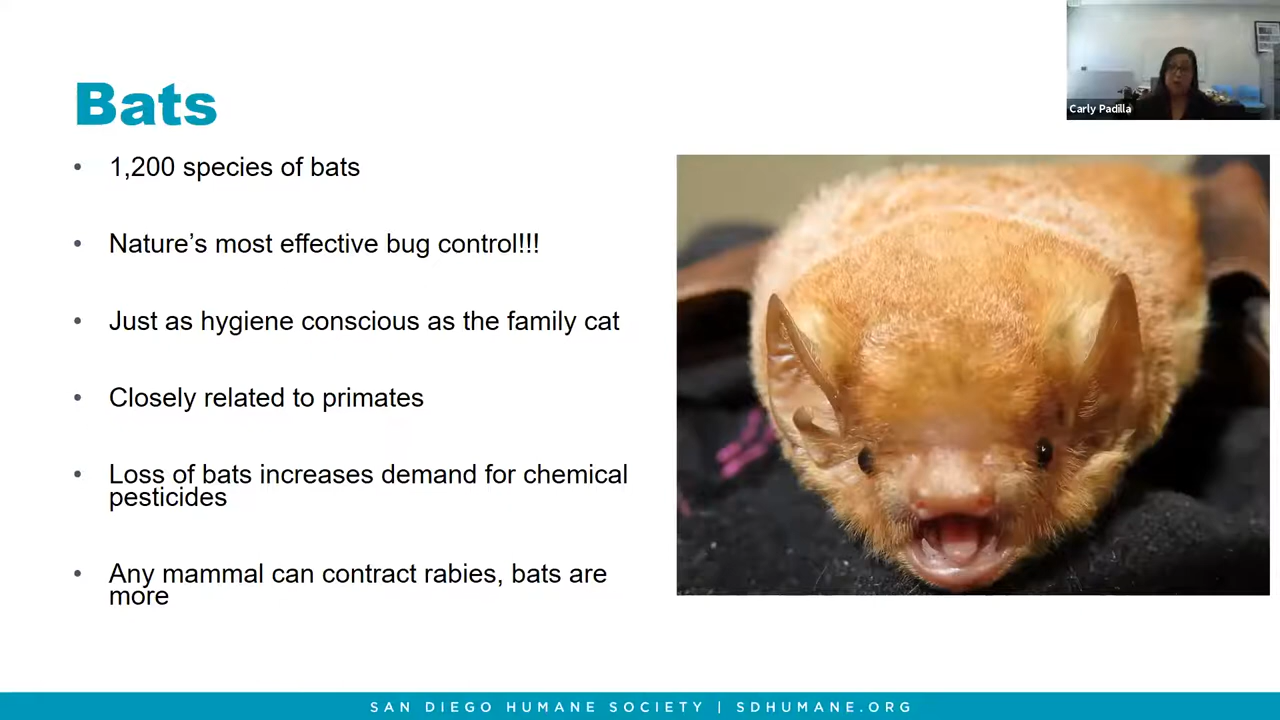 Carly Padilla
Bats
• 1,200 species of bats
• Nature’s most effective bug control!!!
• Just as hygiene conscious as the family cat
• Closely related to primates
• Loss of bats increases demand for chemical
pesticides
• Any mammal can contract rabies, bats are
more
SAN DIEGO HUMANE SOCIETY | SDHUMANE.ORG